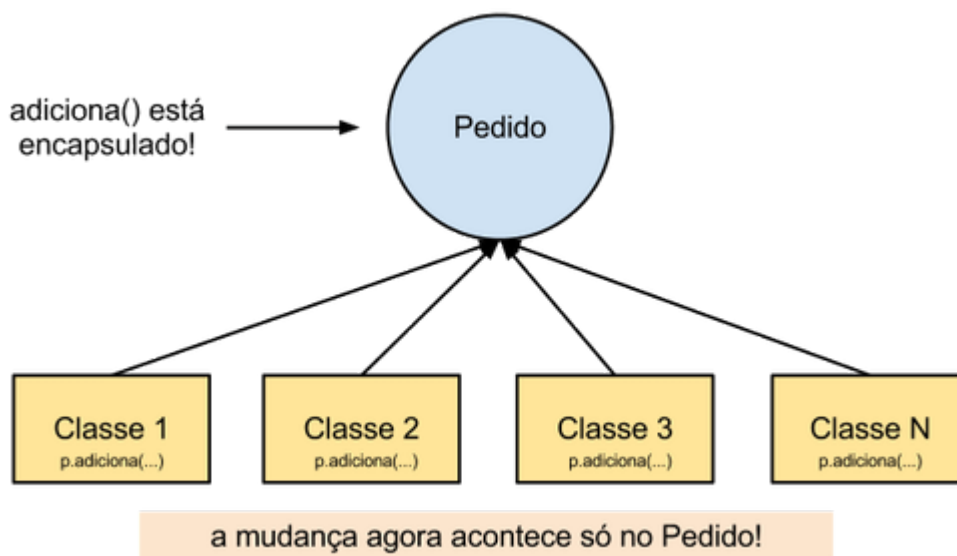 adiciona() está
encapsulado!
Pedido
Classe 1
p.adiciona(...)
Classe 2
p.adiciona(...)
Classe 3
p.adiciona(...)
Classe N
p.adiciona(...)
a mudança agora acontece só no Pedido!